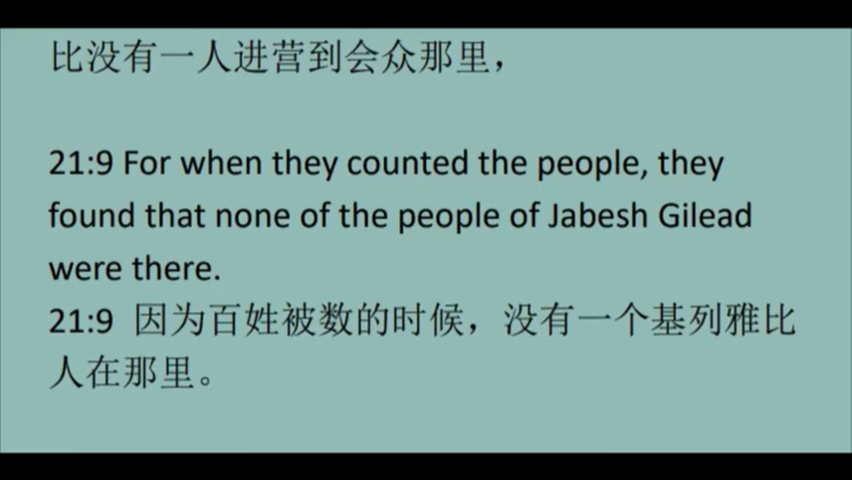 比没有一人进营到会众那里，
21:9 For when they counted the people, they
found that none of the people of Jabesh Gilead
were there.
21:9 因为百姓被数的时候，没有一个基列雅比
人在那里。